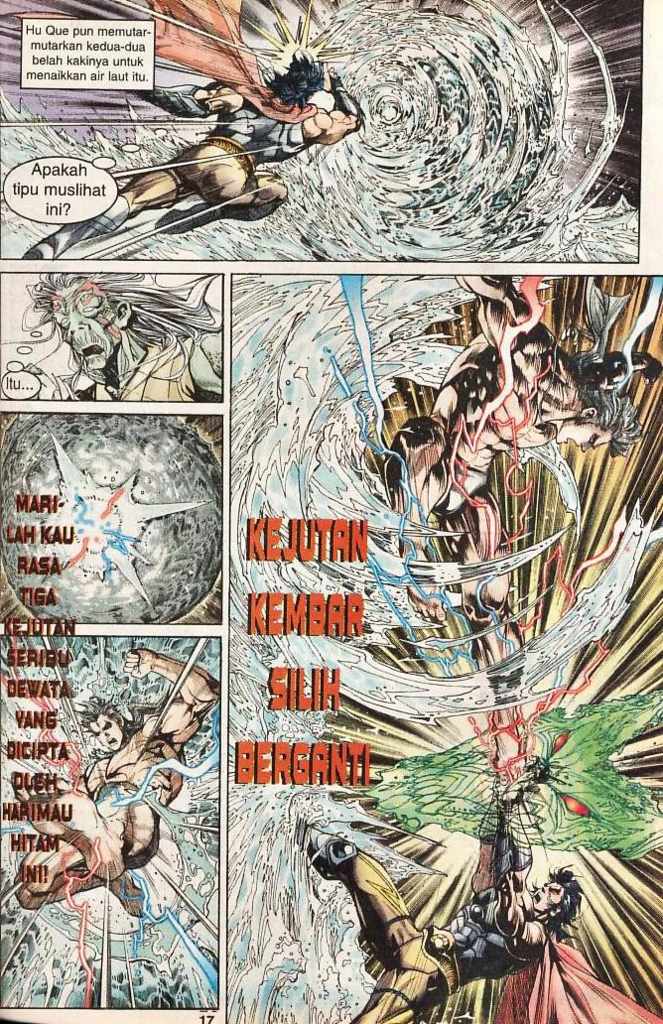 Hu Que pun memutar-
mutarkan kedua-dua
belah kakinya untuk
menaikkan air laut itu.
Apakah
tipu muslihat
ini?
Itu...
MARI-
LAH KAU
RASA
TIGA
KEJUTAN
SERIBU
DEWATA
YANG
DICIPTA
OLEH
HARIMAU
HITAM
INI!
KEJUTAN
KEMBAR
SILIH
BERGANTI
17